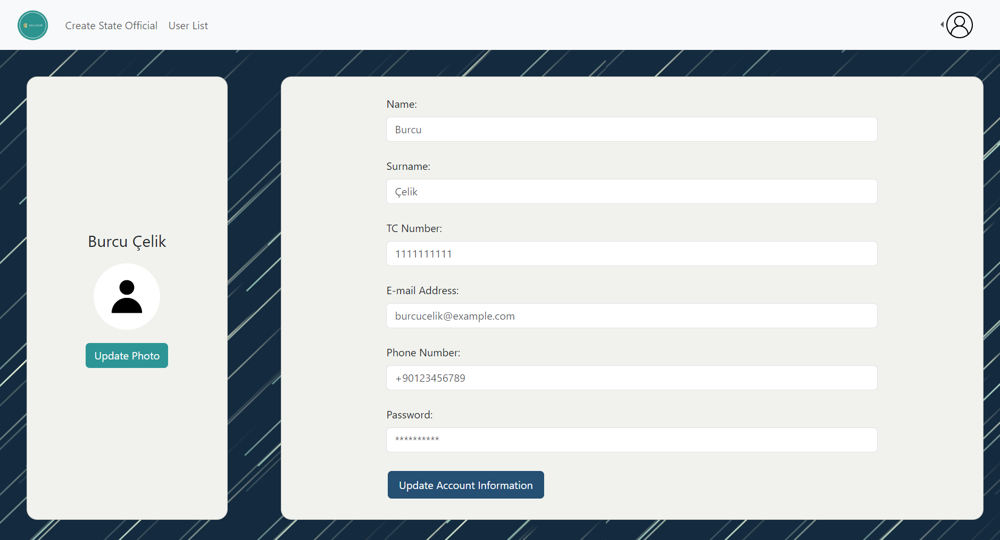 securent
Create State Official
User List
Burcu Çelik
Update Photo
Name:
Burcu
Surname:
Çelik
TC Number:
1111111111
E-mail Address:
burcucelik@example.com
Phone Number:
+90123456789
Password:
**********
Update Account Information